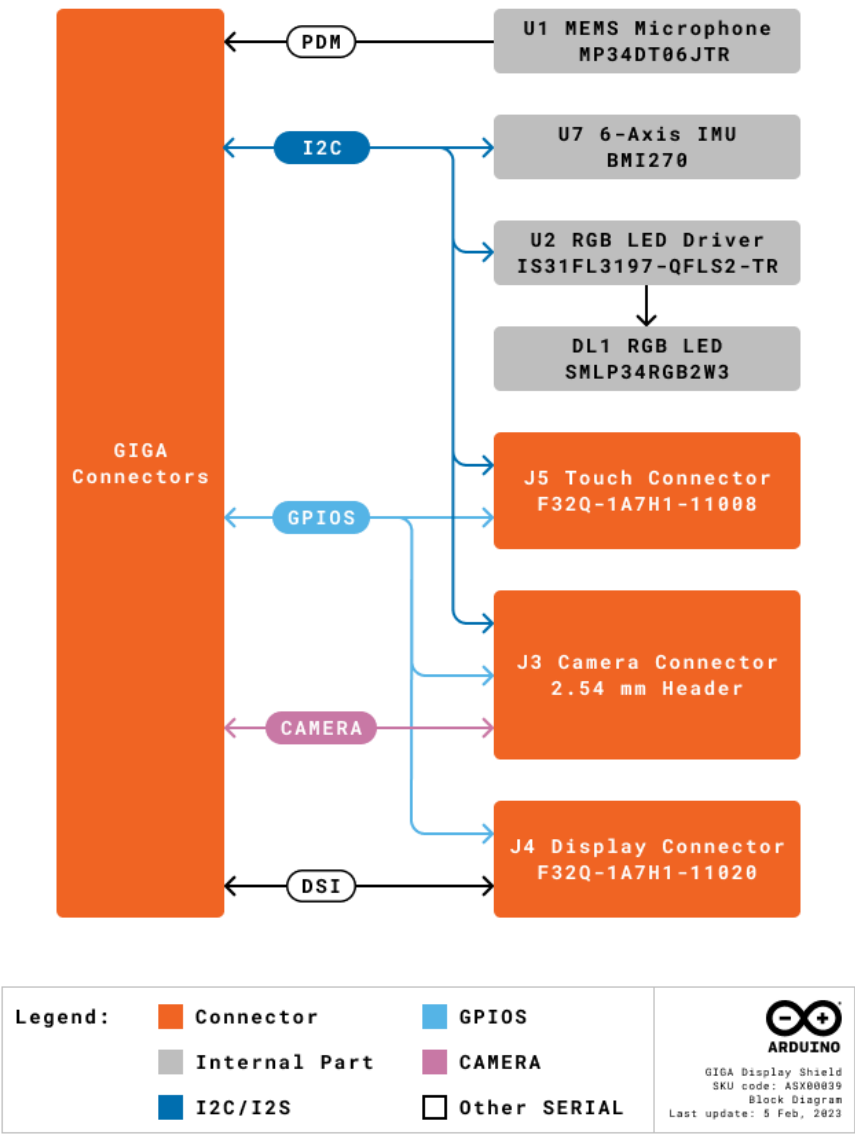 PDM
U1 MEMS Microphone
MP34DT06JTR
I2C
U7 6-Axis IMU
BMI270
U2 RGB LED Driver
IS31FL3197-QFLS2-TR
DL1 RGB LED
SMLP34RGB2W3
GIGA
Connectors
J5 Touch Connector
F32Q-1A7H1-11008
GPIOS
J3 Camera Connector
2.54 mm Header
CAMERA
J4 Display Connector
F32Q-1A7H1-11020
DSI
Legend:
Connector
Internal Part
I2C/I2S
GPIOS
CAMERA
Other SERIAL
ARDUINO
GIGA Display Shield
SKU code: ASX00039
Block Diagram
Last update: 5 Feb, 2023